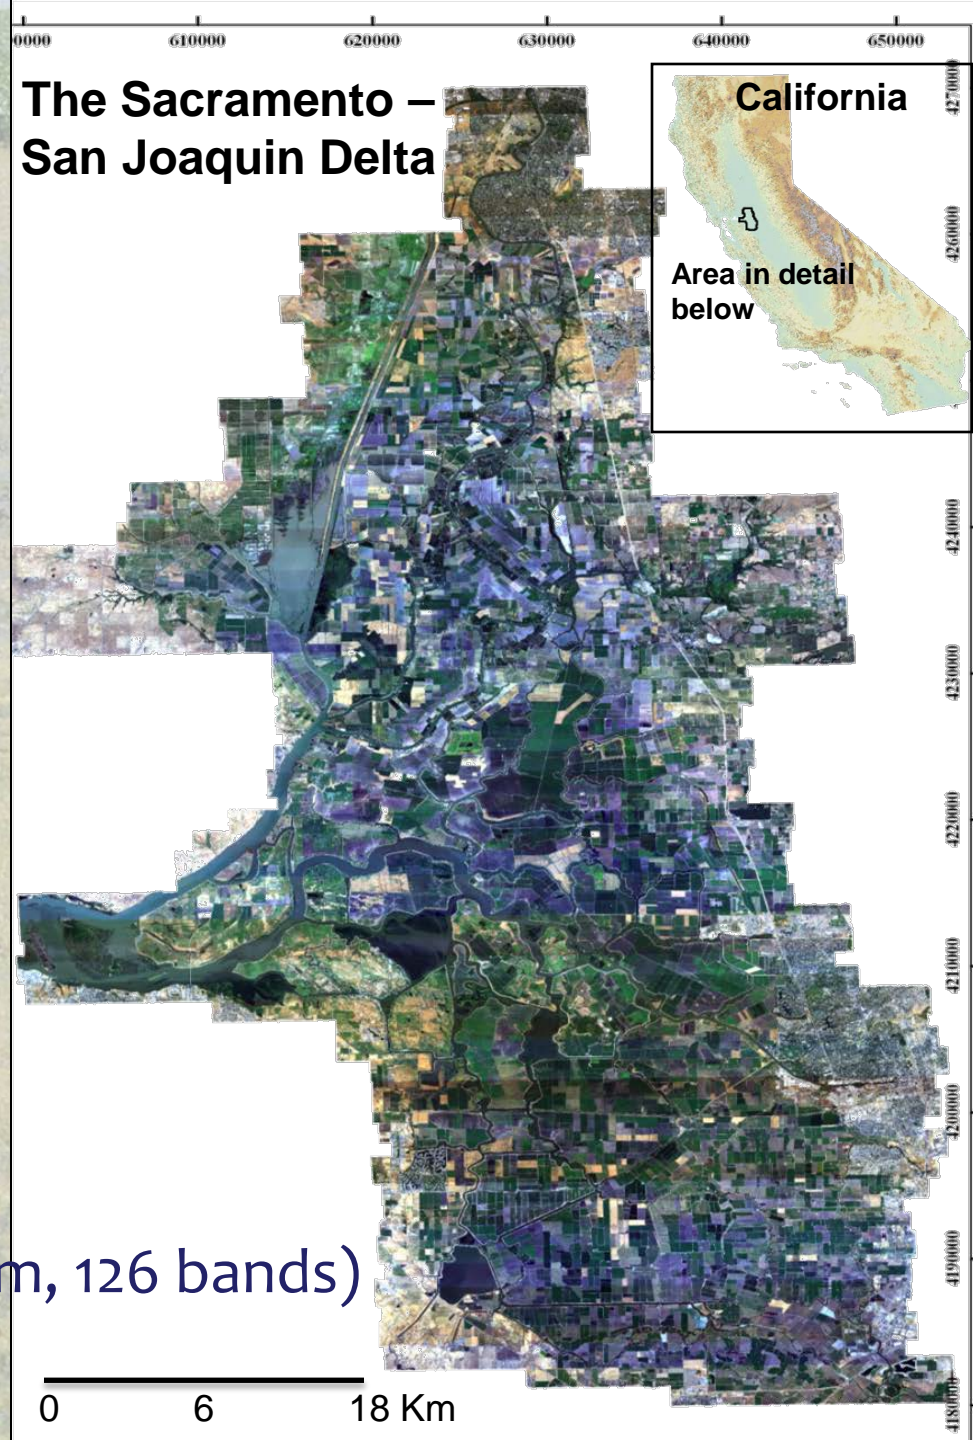 0000 610000 620000 630000 640000 650000
The Sacramento –
San Joaquin Delta
California
Area in detail
below
4270000
4260000
4240000
4230000
4220000
4210000
4200000
4190000
4180000
m, 126 bands)
0 6 18 Km